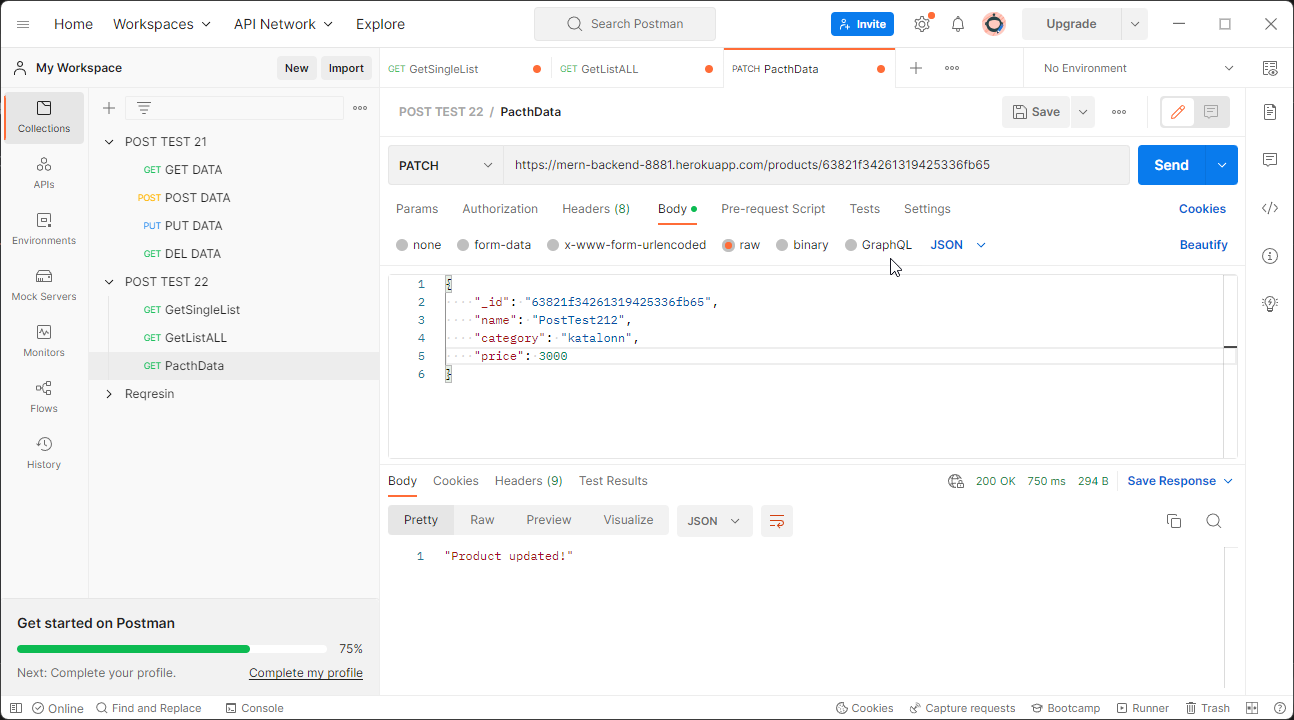 Home Workspaces API Network Explore Search Postman Invite Upgrade
My Workspace New Import GET GetSingleList GET GetListALL PATCH PacthData No Environment
Collections
APIs
Environments
Mock Servers
Monitors
Flows
History
POST TEST 21
GET GET DATA
POST POST DATA
PUT PUT DATA
GET DEL DATA
POST TEST 22
GET GetSingleList
GET GetListALL
GET PacthData
Reqresin
POST TEST 22 / PacthData Save
PATCH https://mern-backend-8881.herokuapp.com/products/63821f34261319425336fb65 Send
Params Authorization Headers (8) Body Pre-request Script Tests Settings Cookies
none form-data x-www-form-urlencoded raw binary GraphQL JSON Beautify
1 {
2 "_id": "63821f34261319425336fb65",
3 "name": "PostTest212",
4 "category": "katalonn",
5 "price": 3000
6 }
Body Cookies Headers (9) Test Results 200 OK 750 ms 294 B Save Response
Pretty Raw Preview Visualize JSON
1 "Product updated!"
Get started on Postman
75%
Next: Complete your profile. Complete my profile
Online Find and Replace Console Cookies Capture requests Bootcamp Runner Trash